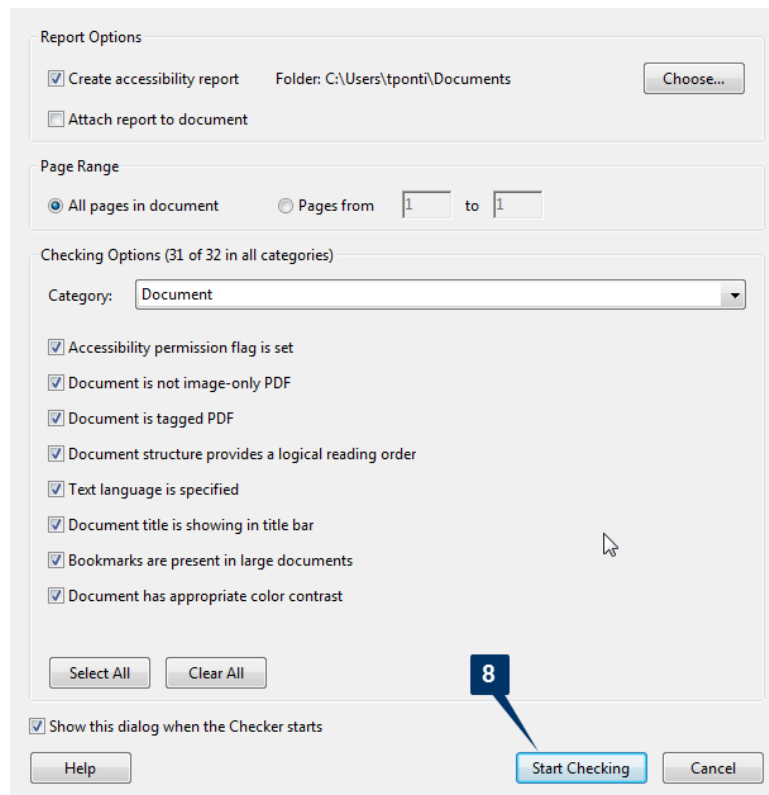 Report Options
Create accessibility report Folder: C:\Users\tponti\Documents Choose...
Attach report to document
Page Range
All pages in document Pages from 1 to 1
Checking Options (31 of 32 in all categories)
Category: Document
Accessibility permission flag is set
Document is not image-only PDF
Document is tagged PDF
Document structure provides a logical reading order
Text language is specified
Document title is showing in title bar
Bookmarks are present in large documents
Document has appropriate color contrast
Select All Clear All
8
Show this dialog when the Checker starts
Help Start Checking Cancel